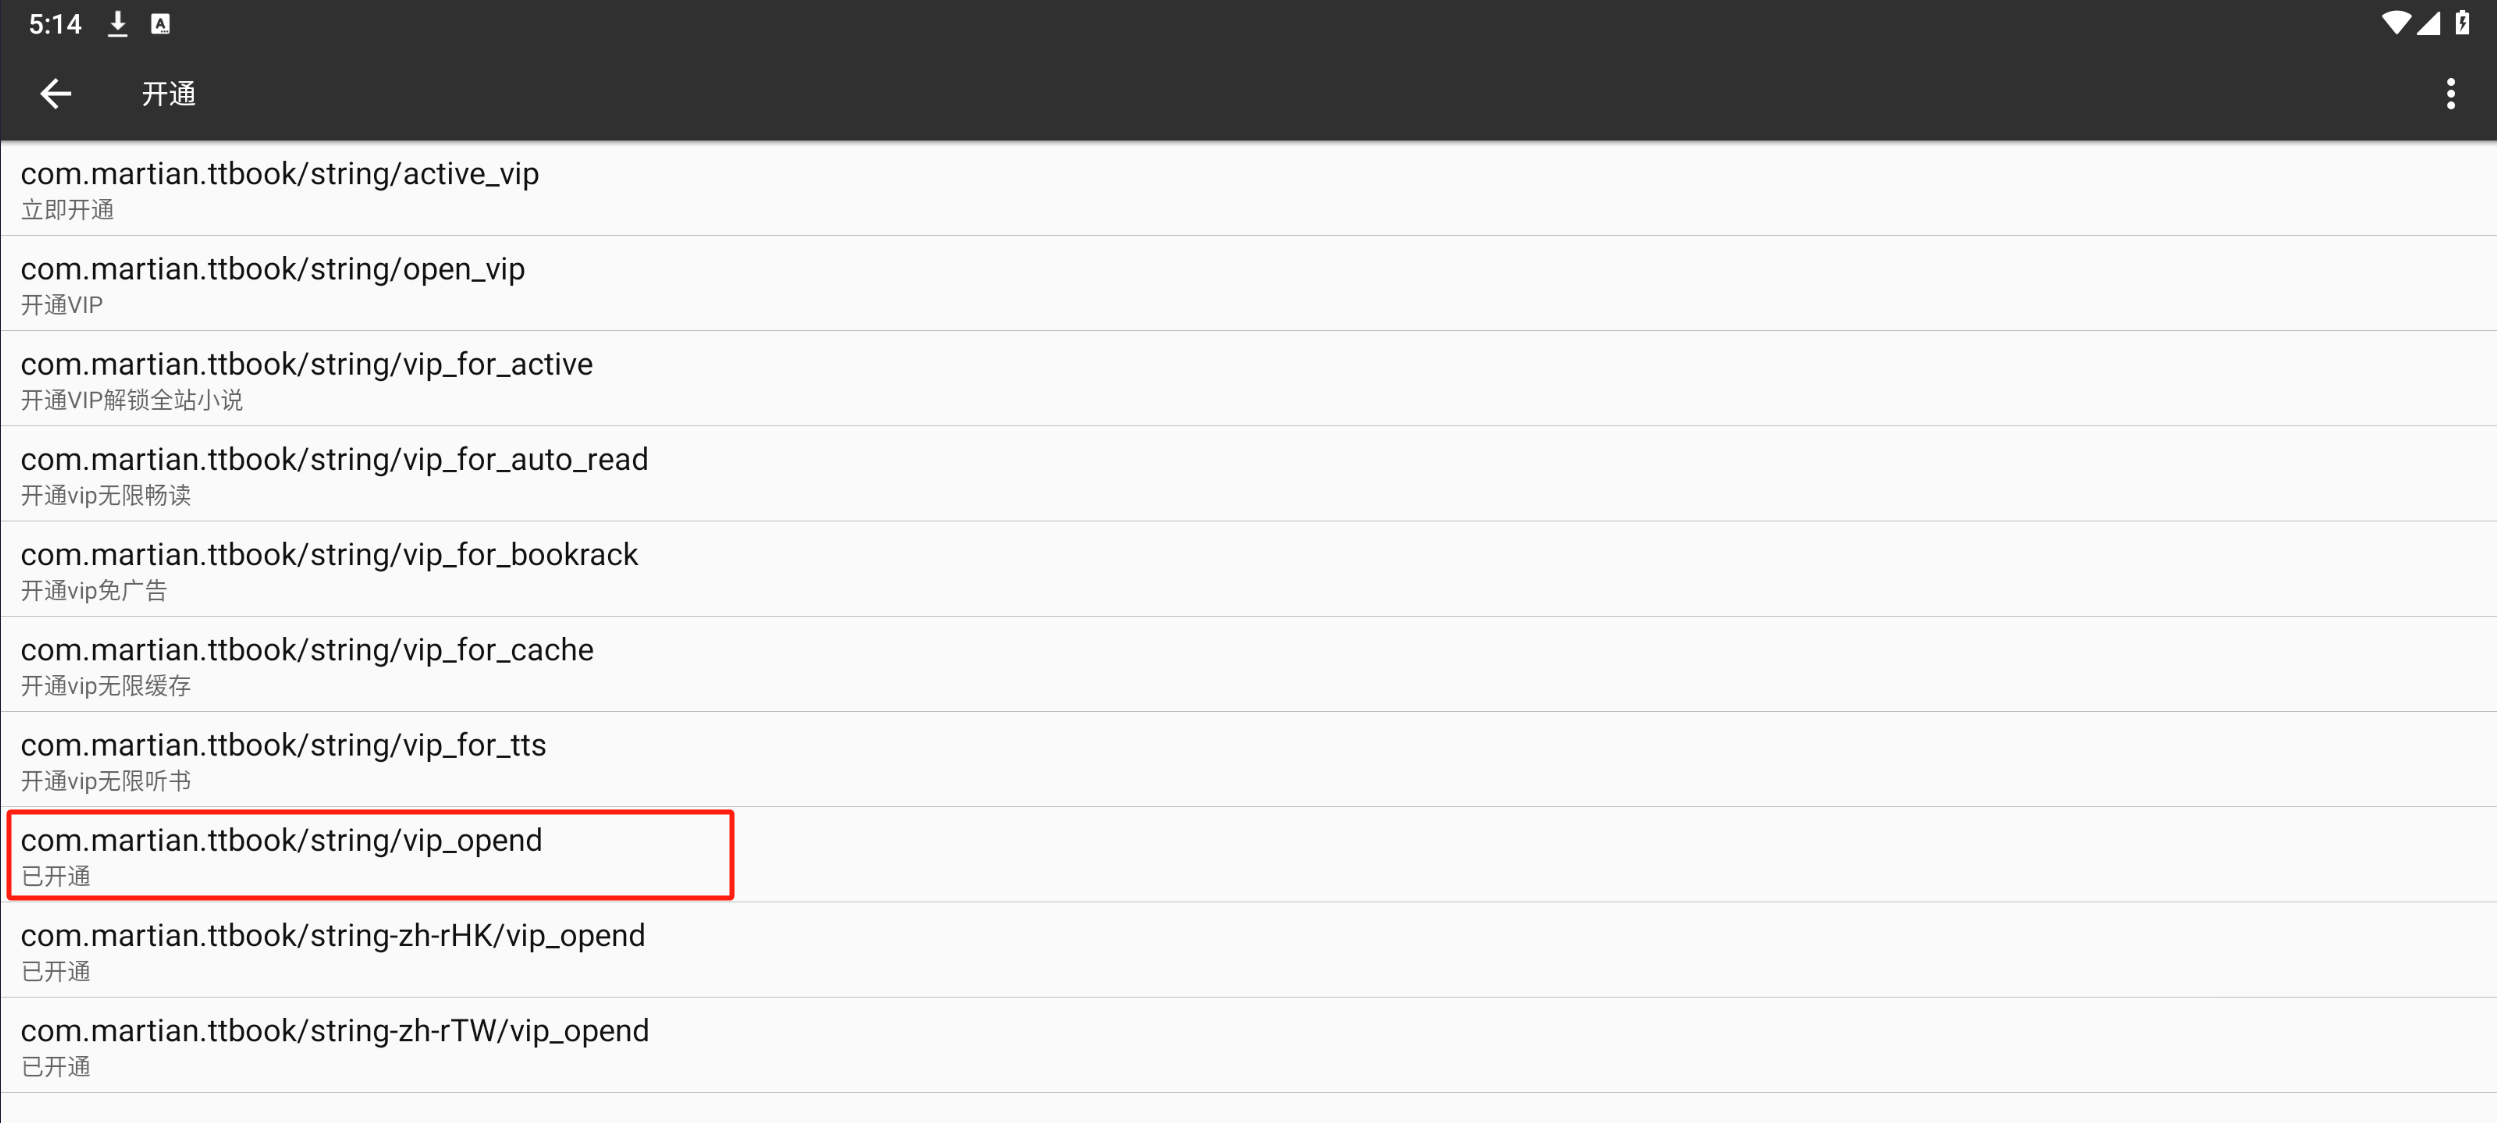 5:14
开通
com.martian.ttbook/string/active_vip
立即开通
com.martian.ttbook/string/open_vip
开通VIP
com.martian.ttbook/string/vip_for_active
开通VIP解锁全站小说
com.martian.ttbook/string/vip_for_auto_read
开通vip无限畅读
com.martian.ttbook/string/vip_for_bookrack
开通vip免广告
com.martian.ttbook/string/vip_for_cache
开通vip无限缓存
com.martian.ttbook/string/vip_for_tts
开通vip无限听书
com.martian.ttbook/string/vip_opend
已开通
com.martian.ttbook/string-zh-rHK/vip_opend
已开通
com.martian.ttbook/string-zh-rTW/vip_opend
已开通